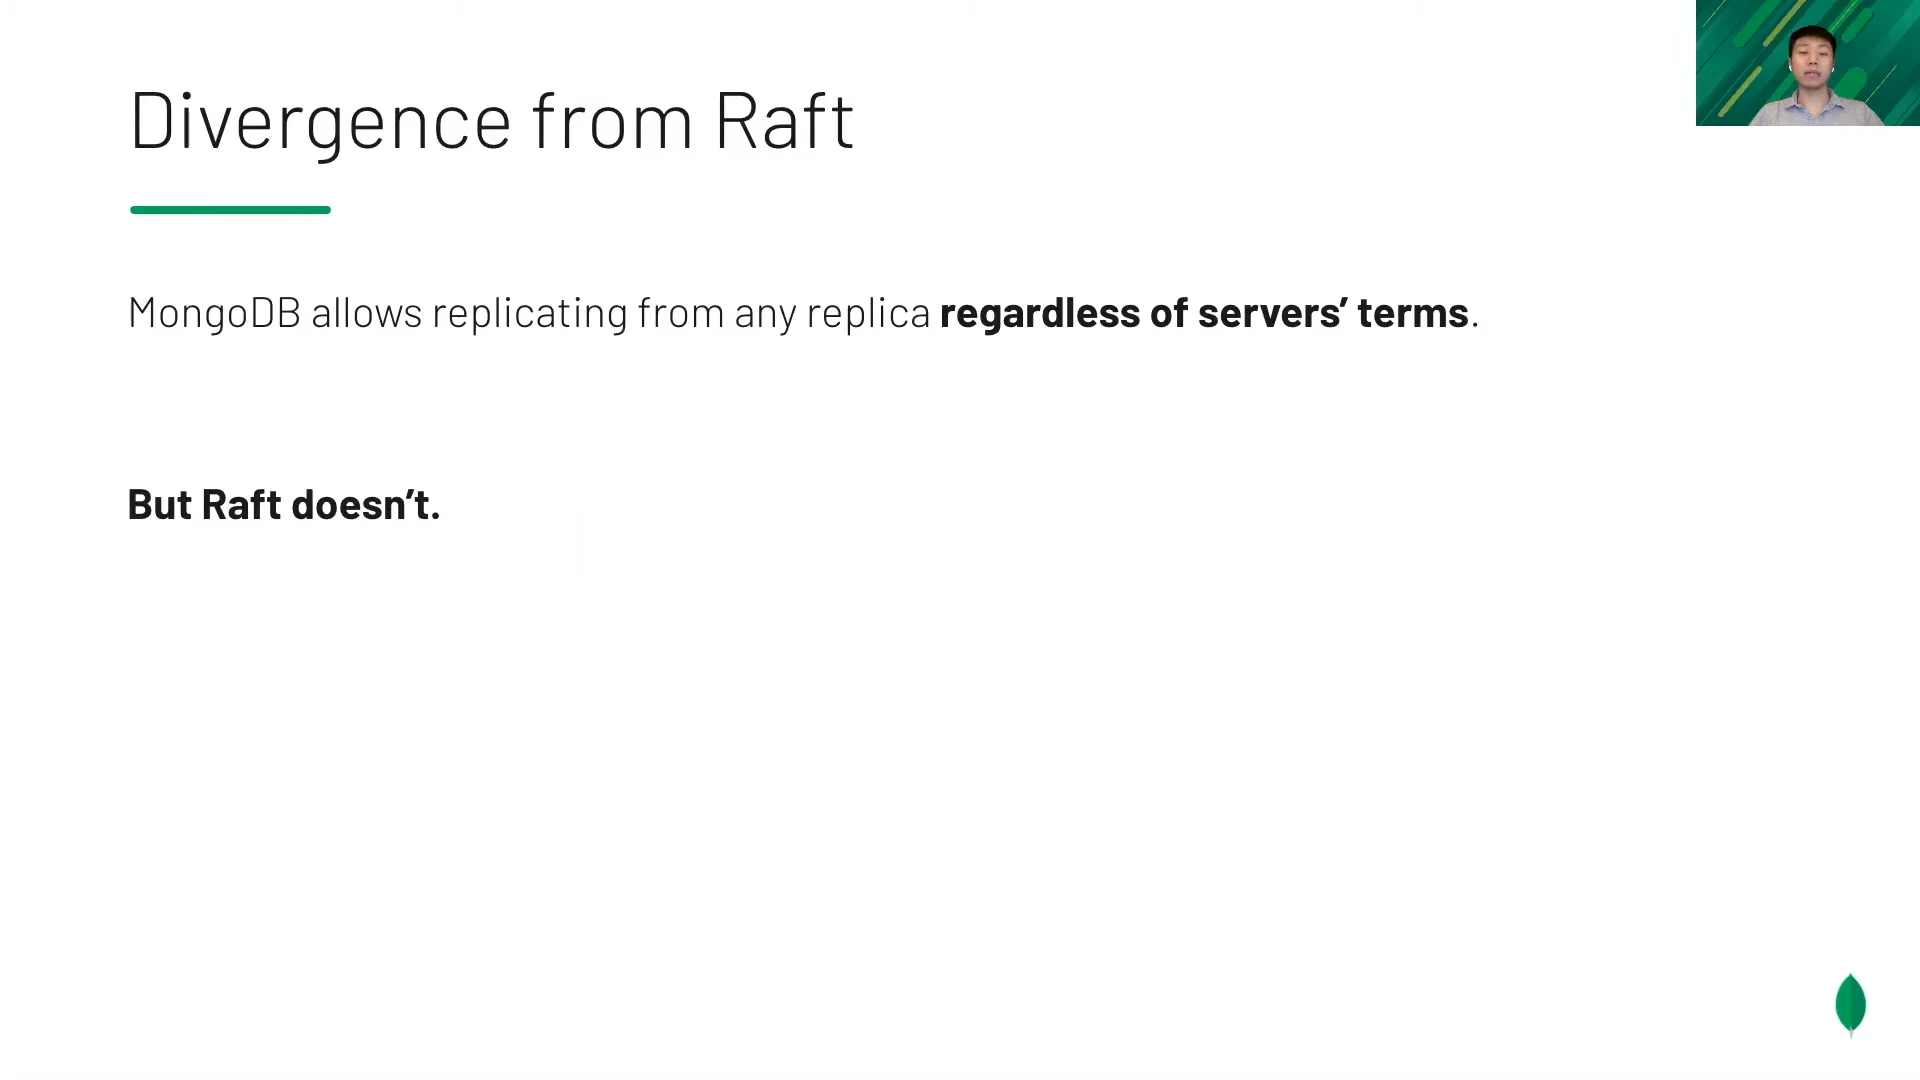 Divergence from Raft
MongoDB allows replicating from any replica regardless of servers’ terms.
But Raft doesn’t.